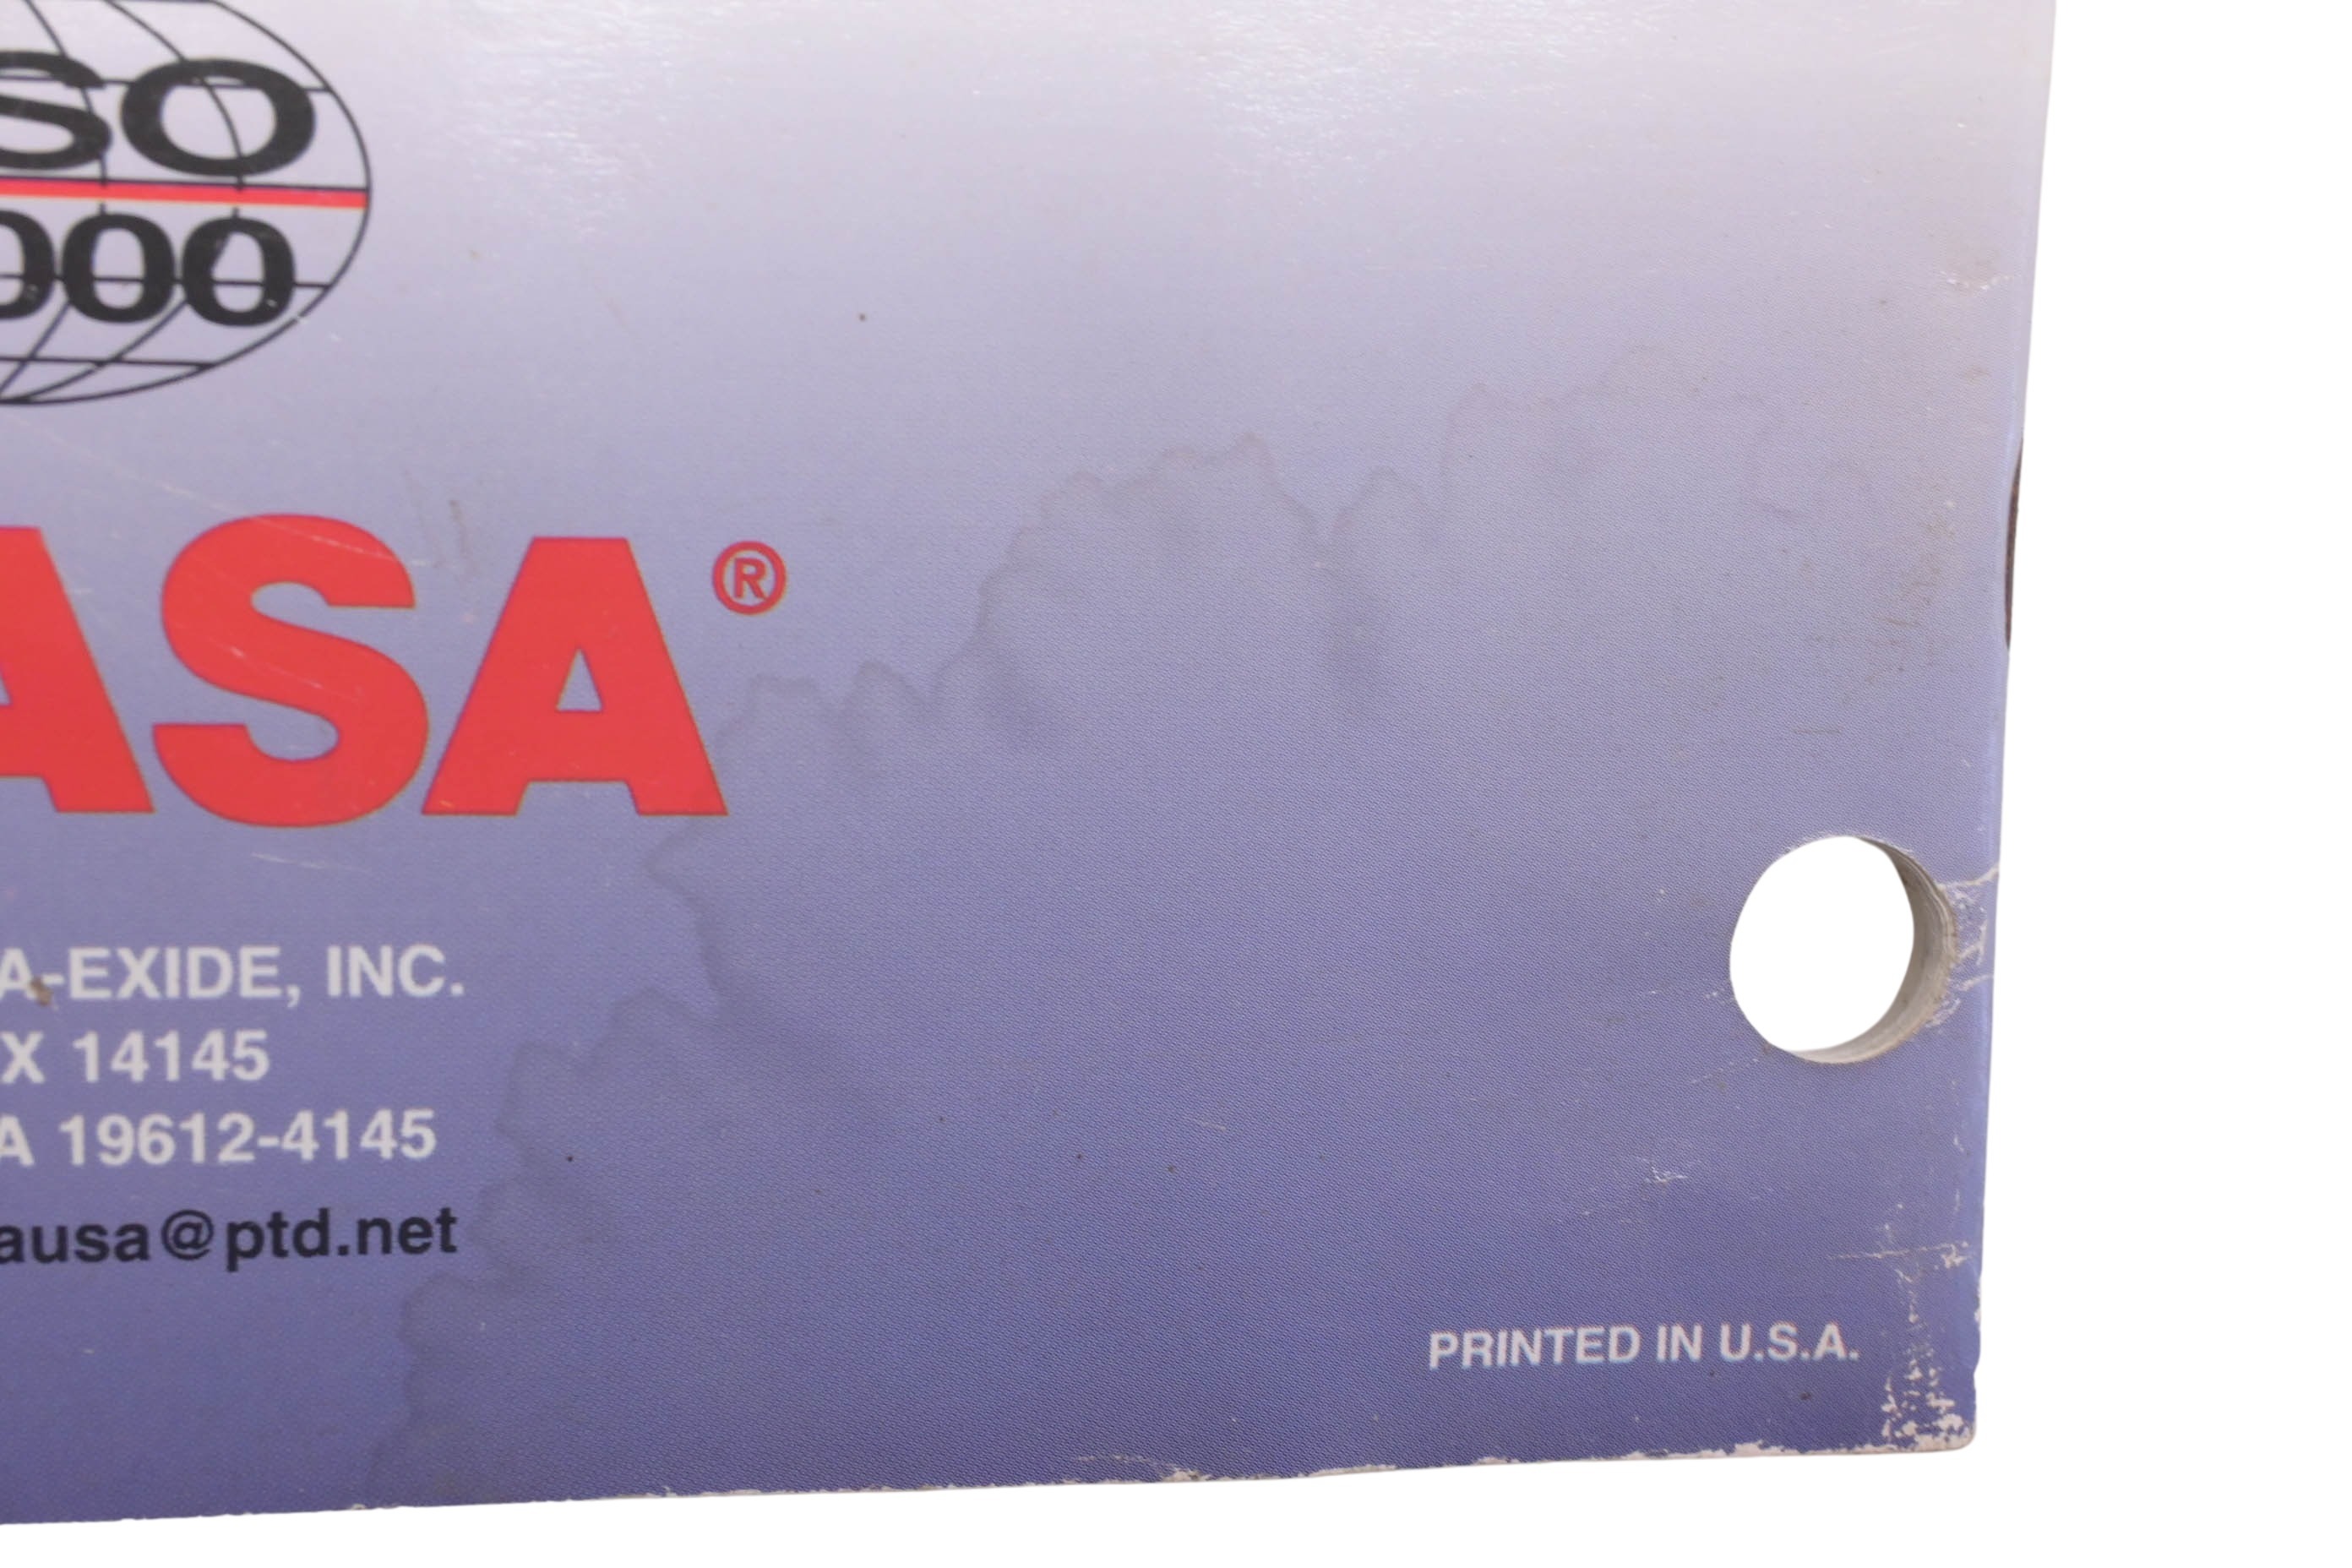 SO
000
ASA®
A-EXIDE, INC.
X 14145
A 19612-4145
ausa@ptd.net
PRINTED IN U.S.A.